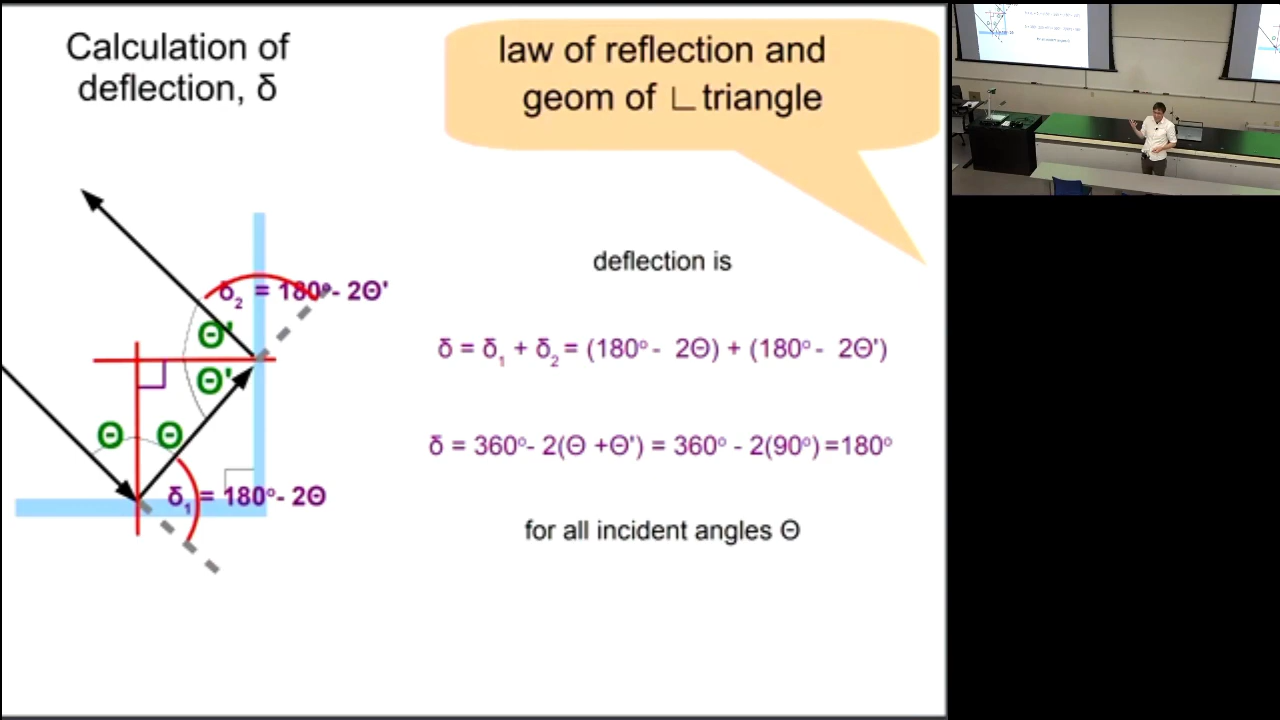 Calculation of
deflection, δ
law of reflection and
geom of ∟triangle
deflection is
δ₂ = 180°- 2Θ'
Θ'
δ = δ₁ + δ₂ = (180° - 2Θ) + (180° - 2Θ')
Θ'
Θ Θ
δ = 360°- 2(Θ +Θ') = 360° - 2(90°) =180°
δ₁ = 180°- 2Θ
for all incident angles Θ